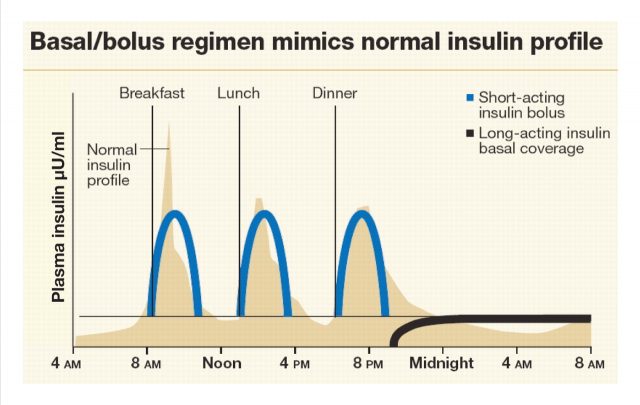 Basal/bolus regimen mimics normal insulin profile
Breakfast
Lunch
Dinner
Short-acting
insulin bolus
Long-acting insulin
basal coverage
Normal
insulin
profile
Plasma insulin µU/ml
4 AM
8 AM
Noon
4 PM
8 PM
Midnight
4 AM
8 AM